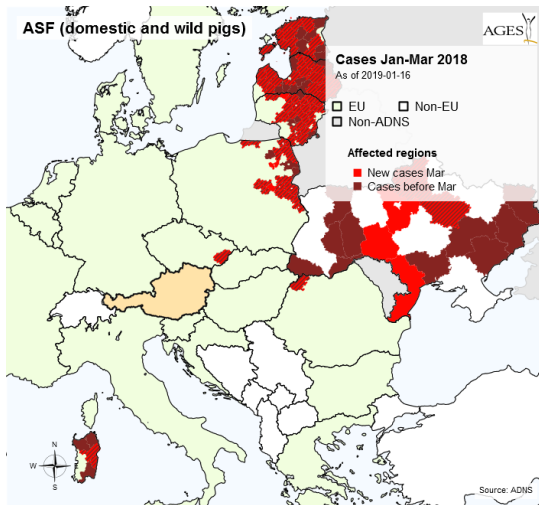 ASF (domestic and wild pigs)
AGES
Cases Jan-Mar 2018
As of 2019-01-16
EU Non-EU
Non-ADNS
Affected regions
New cases Mar
Cases before Mar
N
W E
S
Source: ADNS